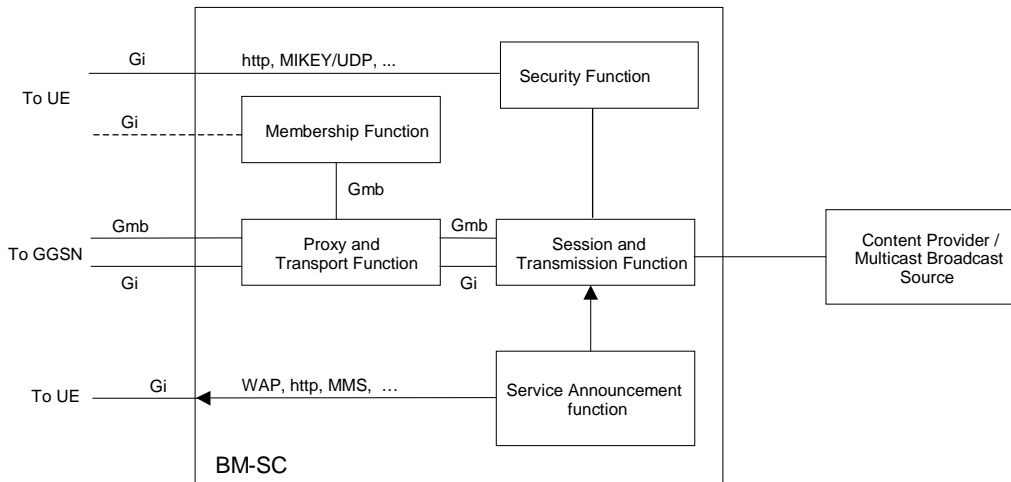 Gi
http, MIKEY/UDP, ...
Security Function
To UE
Gi
Membership Function
Gmb
Gmb
Gmb
To GGSN
Proxy and
Transport Function
Session and
Transmission Function
Content Provider /
Multicast Broadcast
Source
Gi
Gi
Gi
WAP, http, MMS, ...
To UE
Service Announcement
function
BM-SC